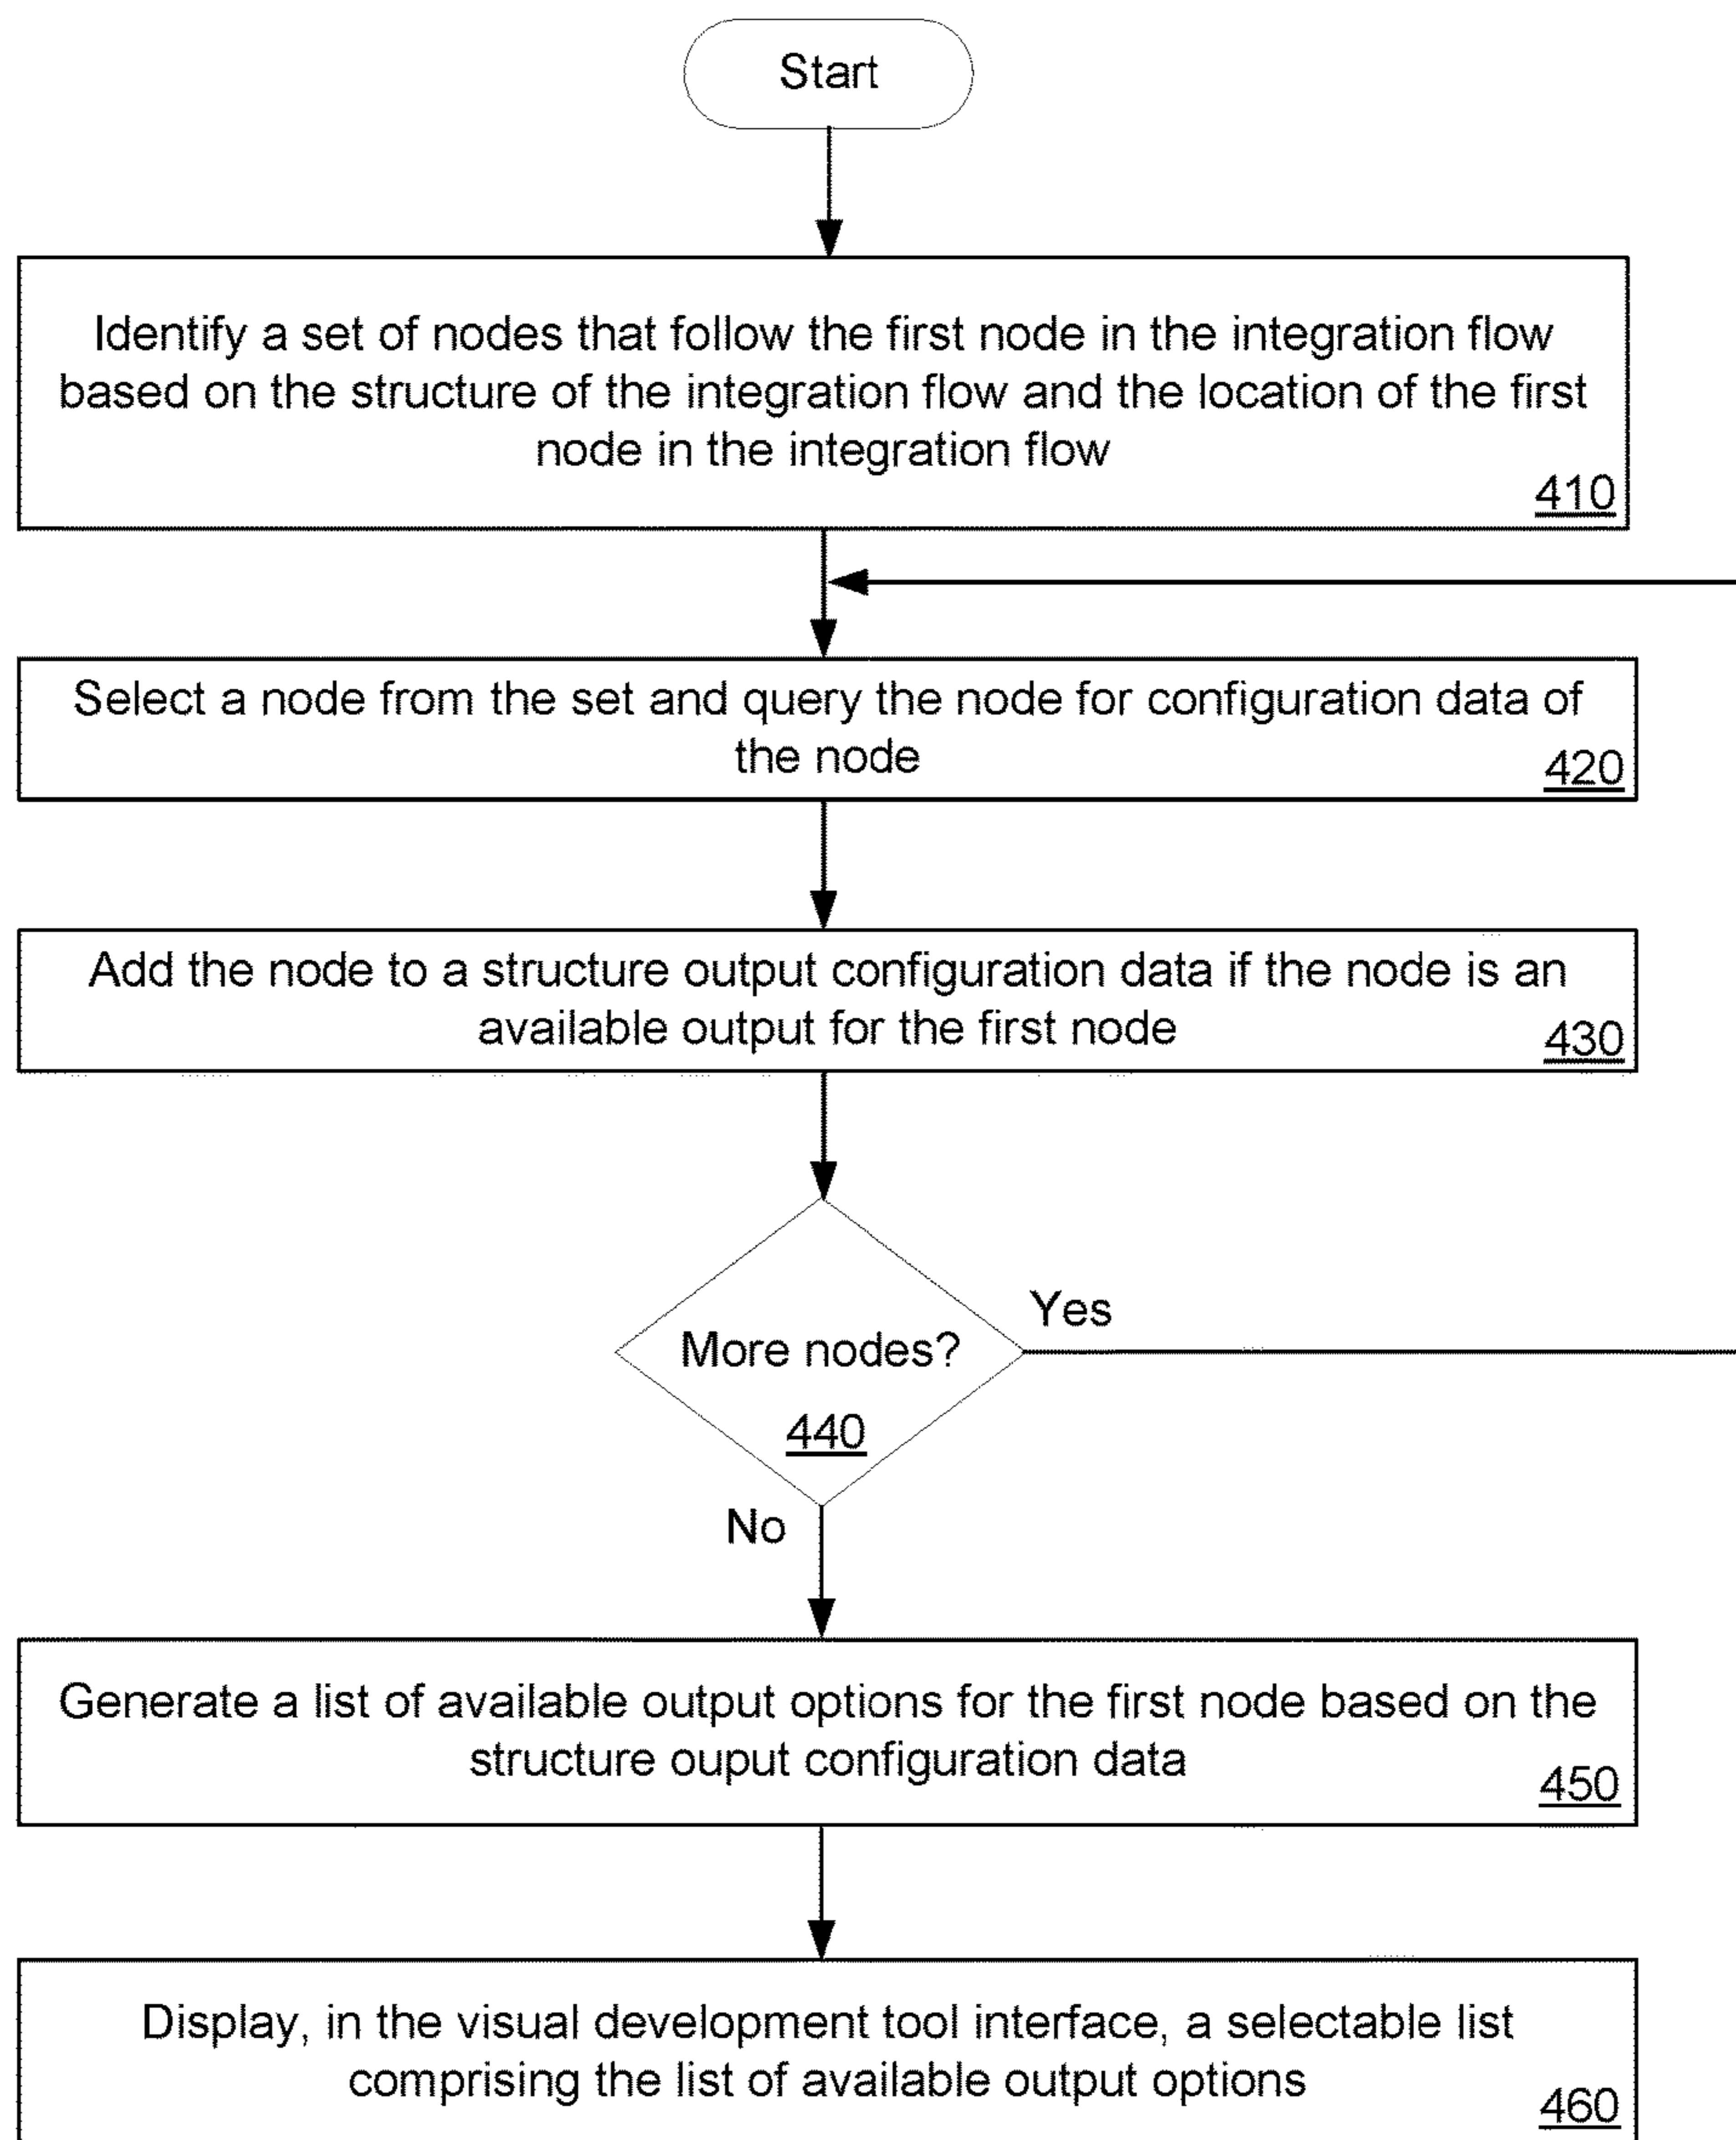 Start
Identify a set of nodes that follow the first node in the integration flow
based on the structure of the integration flow and the location of the first
node in the integration flow
410
Select a node from the set and query the node for configuration data of
the node
420
Add the node to a structure output configuration data if the node is an
available output for the first node
430
More nodes?
440
Yes
No
Generate a list of available output options for the first node based on the
structure ouput configuration data
450
Display, in the visual development tool interface, a selectable list
comprising the list of available output options
460